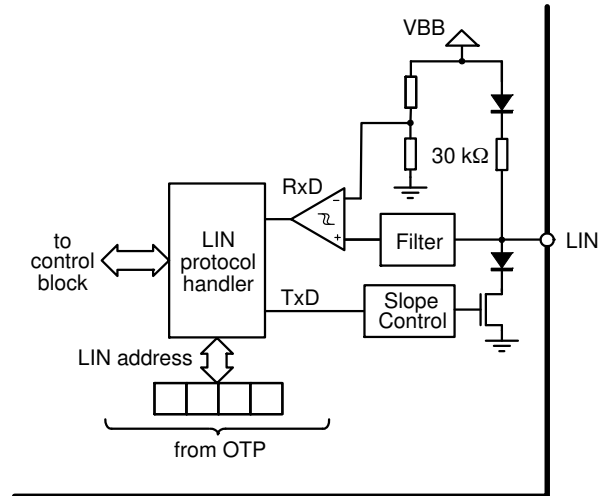 VBB
30 kΩ
RxD
−
+
Filter
LIN
to
control
block
LIN
protocol
handler
TxD
Slope
Control
LIN address
from OTP